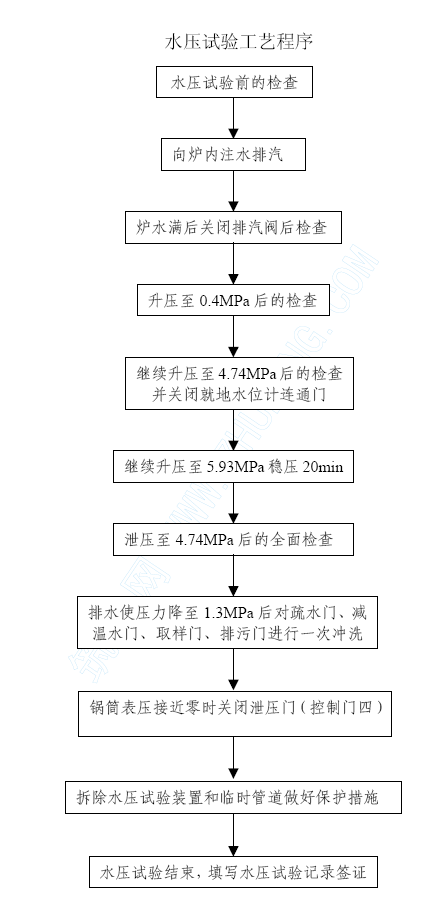 水压试验工艺程序
水压试验前的检查
向炉内注水排汽
炉水满后关闭排汽阀后检查
升压至 0.4MPa 后的检查
继续升压至 4.74MPa 后的检查
并关闭就地水位计连通门
继续升压至 5.93MPa 稳压 20min
泄压至 4.74MPa 后的全面检查
排水使压力降至 1.3MPa 后对疏水门、减
温水门、取样门、排污门进行一次冲洗
锅筒表压接近零时关闭泄压门（控制门四）
拆除水压试验装置和临时管道做好保护措施
水压试验结束，填写水压试验记录签证